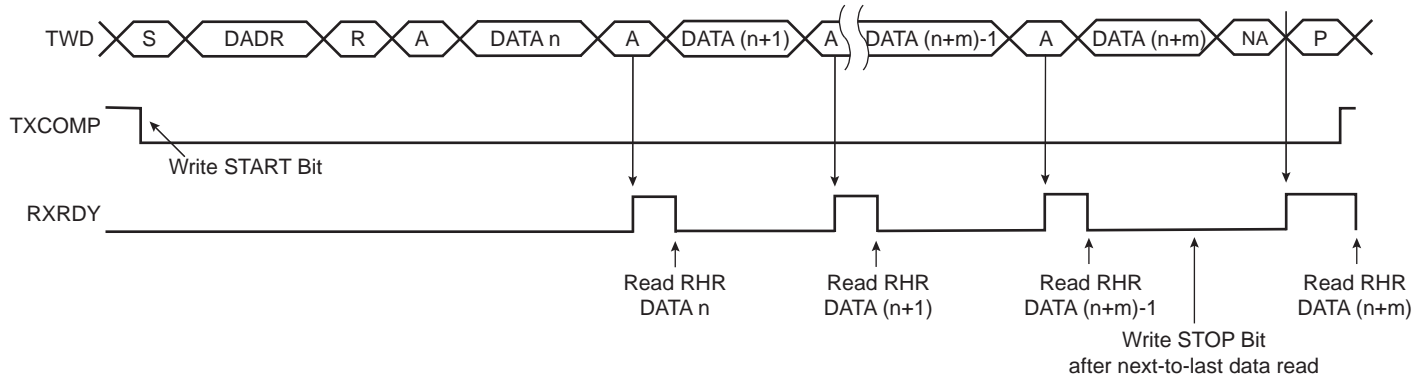 TWD S DADR R A DATA n A DATA (n+1) A DATA (n+m)-1 A DATA (n+m) NA P
TXCOMP
Write START Bit
RXRDY
Read RHR
DATA n
Read RHR
DATA (n+1)
Read RHR
DATA (n+m)-1
Read RHR
DATA (n+m)
Write STOP Bit
after next-to-last data read